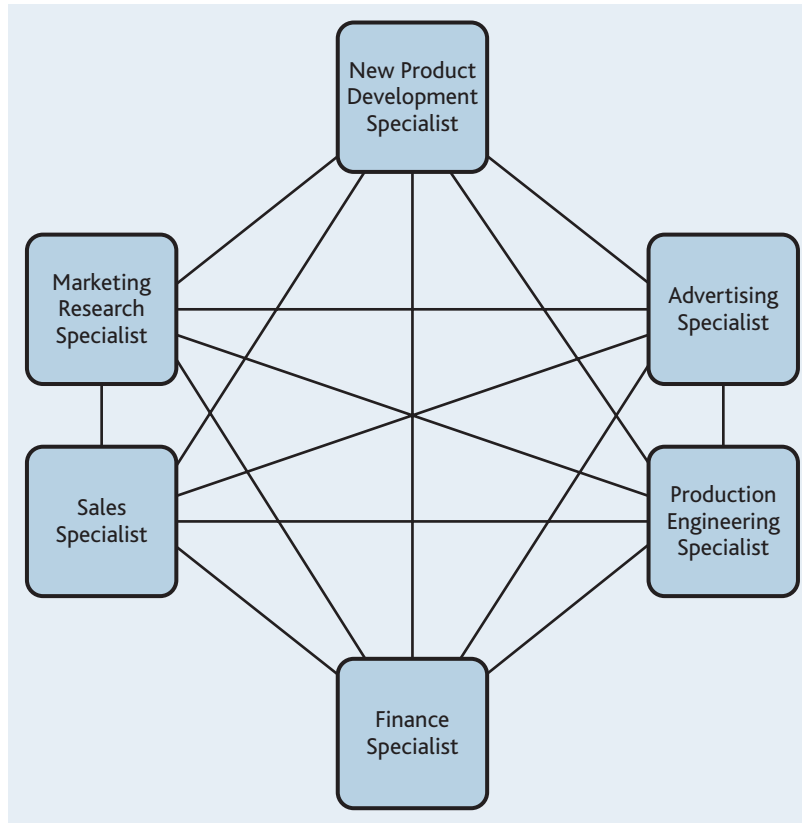 New Product
Development
Specialist
Marketing
Research
Specialist
Advertising
Specialist
Sales
Specialist
Production
Engineering
Specialist
Finance
Specialist